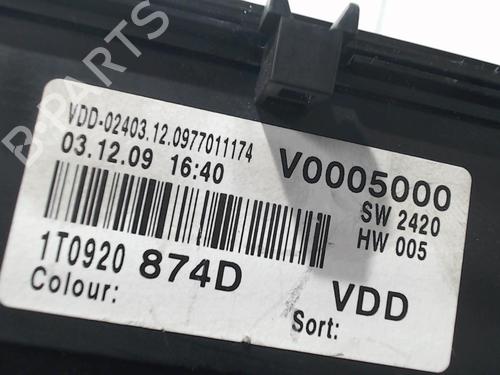 B-PARTS
VDD-02403.12.0977011174
03.12.09 16:40
V0005000
SW 2420
HW 005
1T0920 874D
VDD
Colour:
Sort: